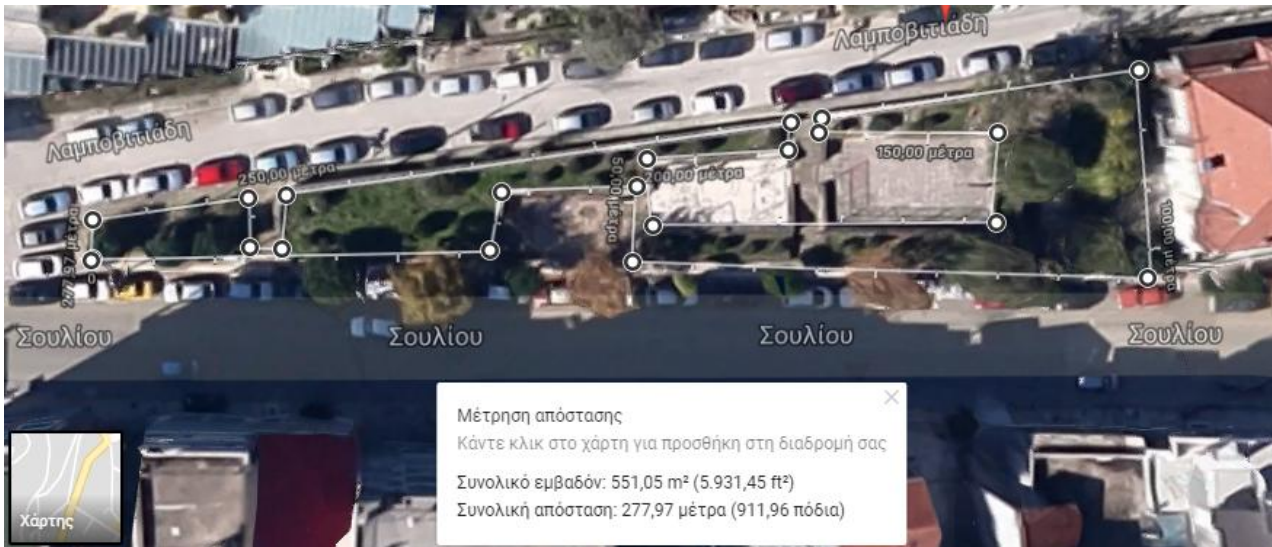 Λαμποβιτιάδη
Λαμποβιτιάδη
250,00 μέτρα
50,00 μέτρα
200,00 μέτρα
150,00 μέτρα
100,00 μέτρα
277,97 μέτρα
0
Σουλίου
Σουλίου
Σουλίου
Σουλίου
Μέτρηση απόστασης
Κάντε κλικ στο χάρτη για προσθήκη στη διαδρομή σας
Συνολικό εμβαδόν: 551,05 m² (5.931,45 ft²)
Συνολική απόσταση: 277,97 μέτρα (911,96 πόδια)
Χάρτης